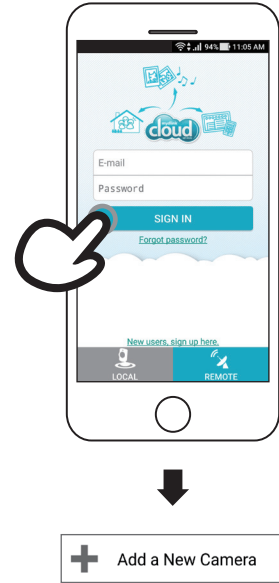 94% 11:05 AM
cloud
E-mail
Password
SIGN IN
Forgot password?
New users, sign up here.
LOCAL
REMOTE
Add a New Camera